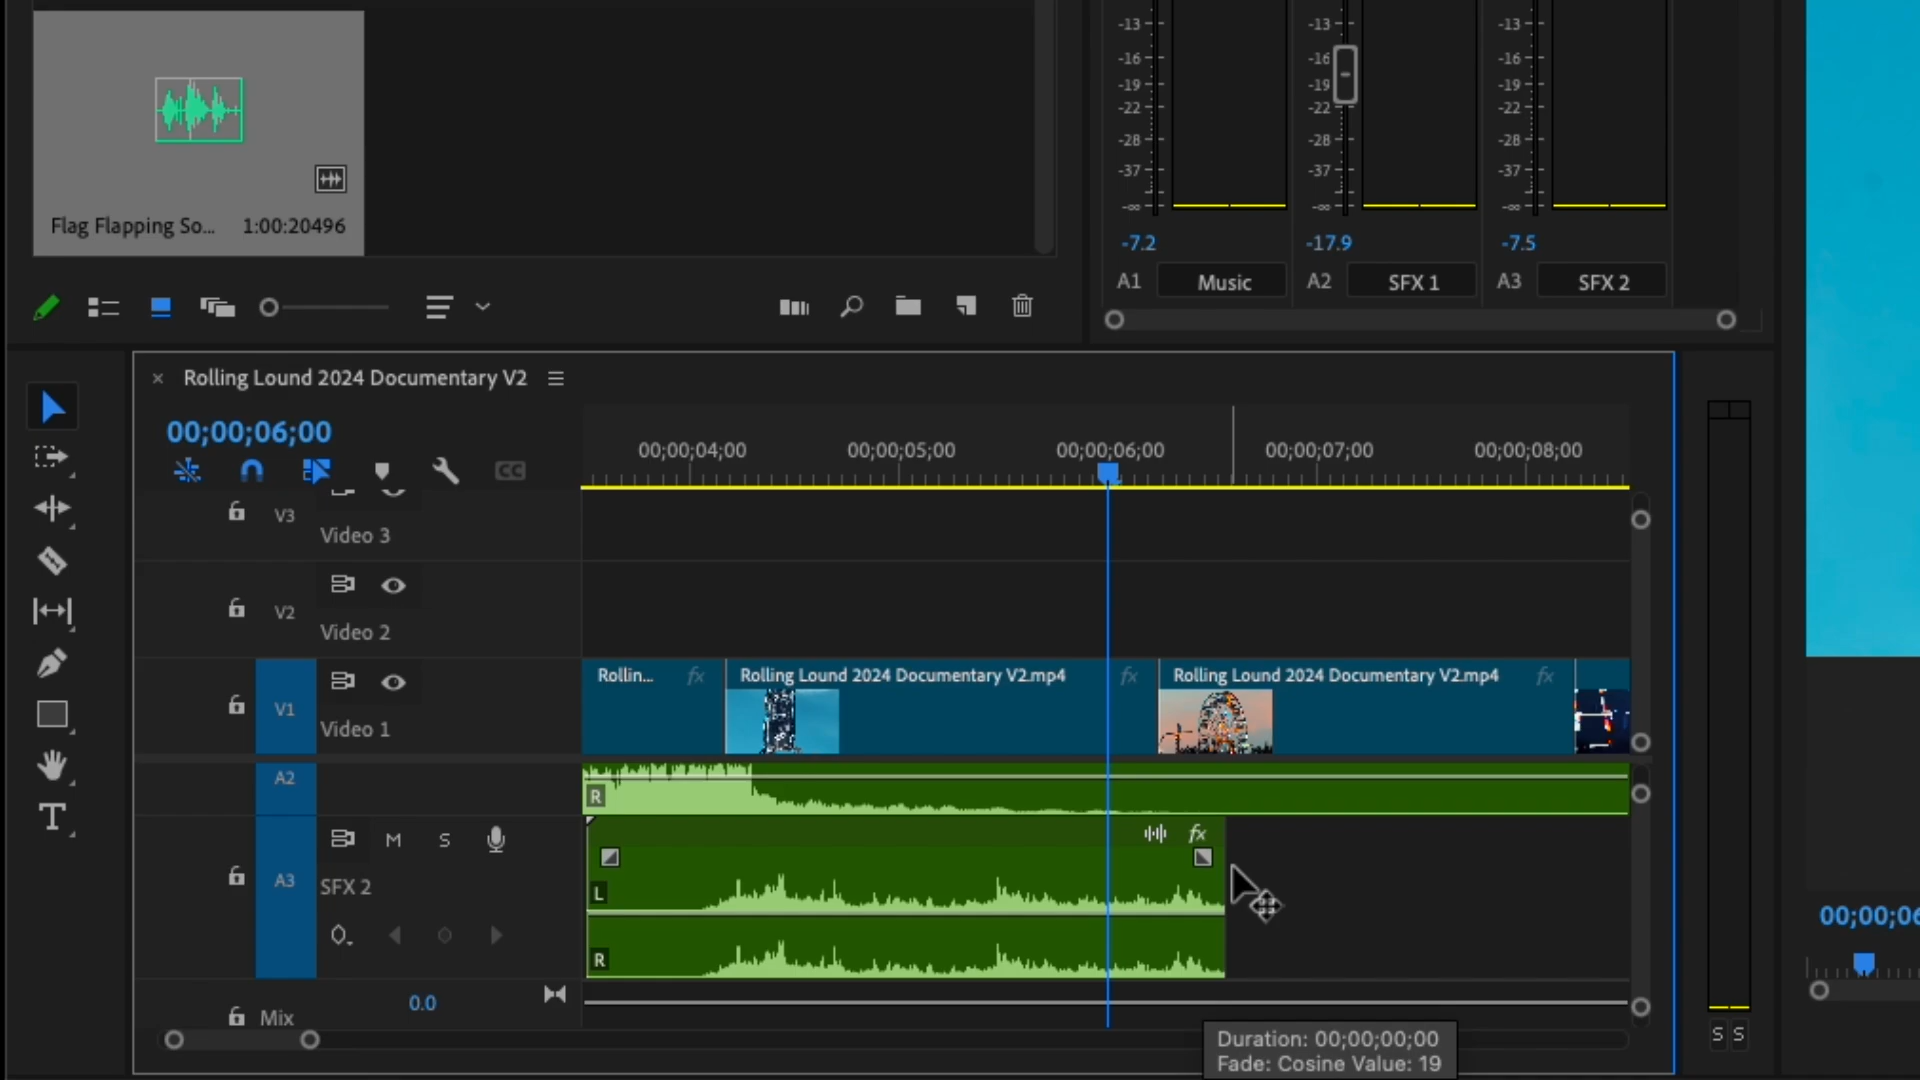 Flag Flapping So... 1:00:20496
-13 -13 -13
-16 -16 -16
-19 -19 -19
-22 -22 -22
-28 -28 -28
-37 -37 -37
-∞ -∞ -∞
-7.2 -17.9 -7.5
A1 Music A2 SFX 1 A3 SFX 2
× Rolling Lound 2024 Documentary V2
00;00;06;00
00;00;04;00 00;00;05;00 00;00;06;00 00;00;07;00 00;00;08;00
CC
V3
Video 3
V2
Video 2
V1
Video 1
Rollin... fx Rolling Lound 2024 Documentary V2.mp4 fx Rolling Lound 2024 Documentary V2.mp4 fx
A2
R
A3
M S
SFX 2
fx
L
R
Mix 0.0
Duration: 00;00;00;00
Fade: Cosine Value: 19
S S
00;00;06
T